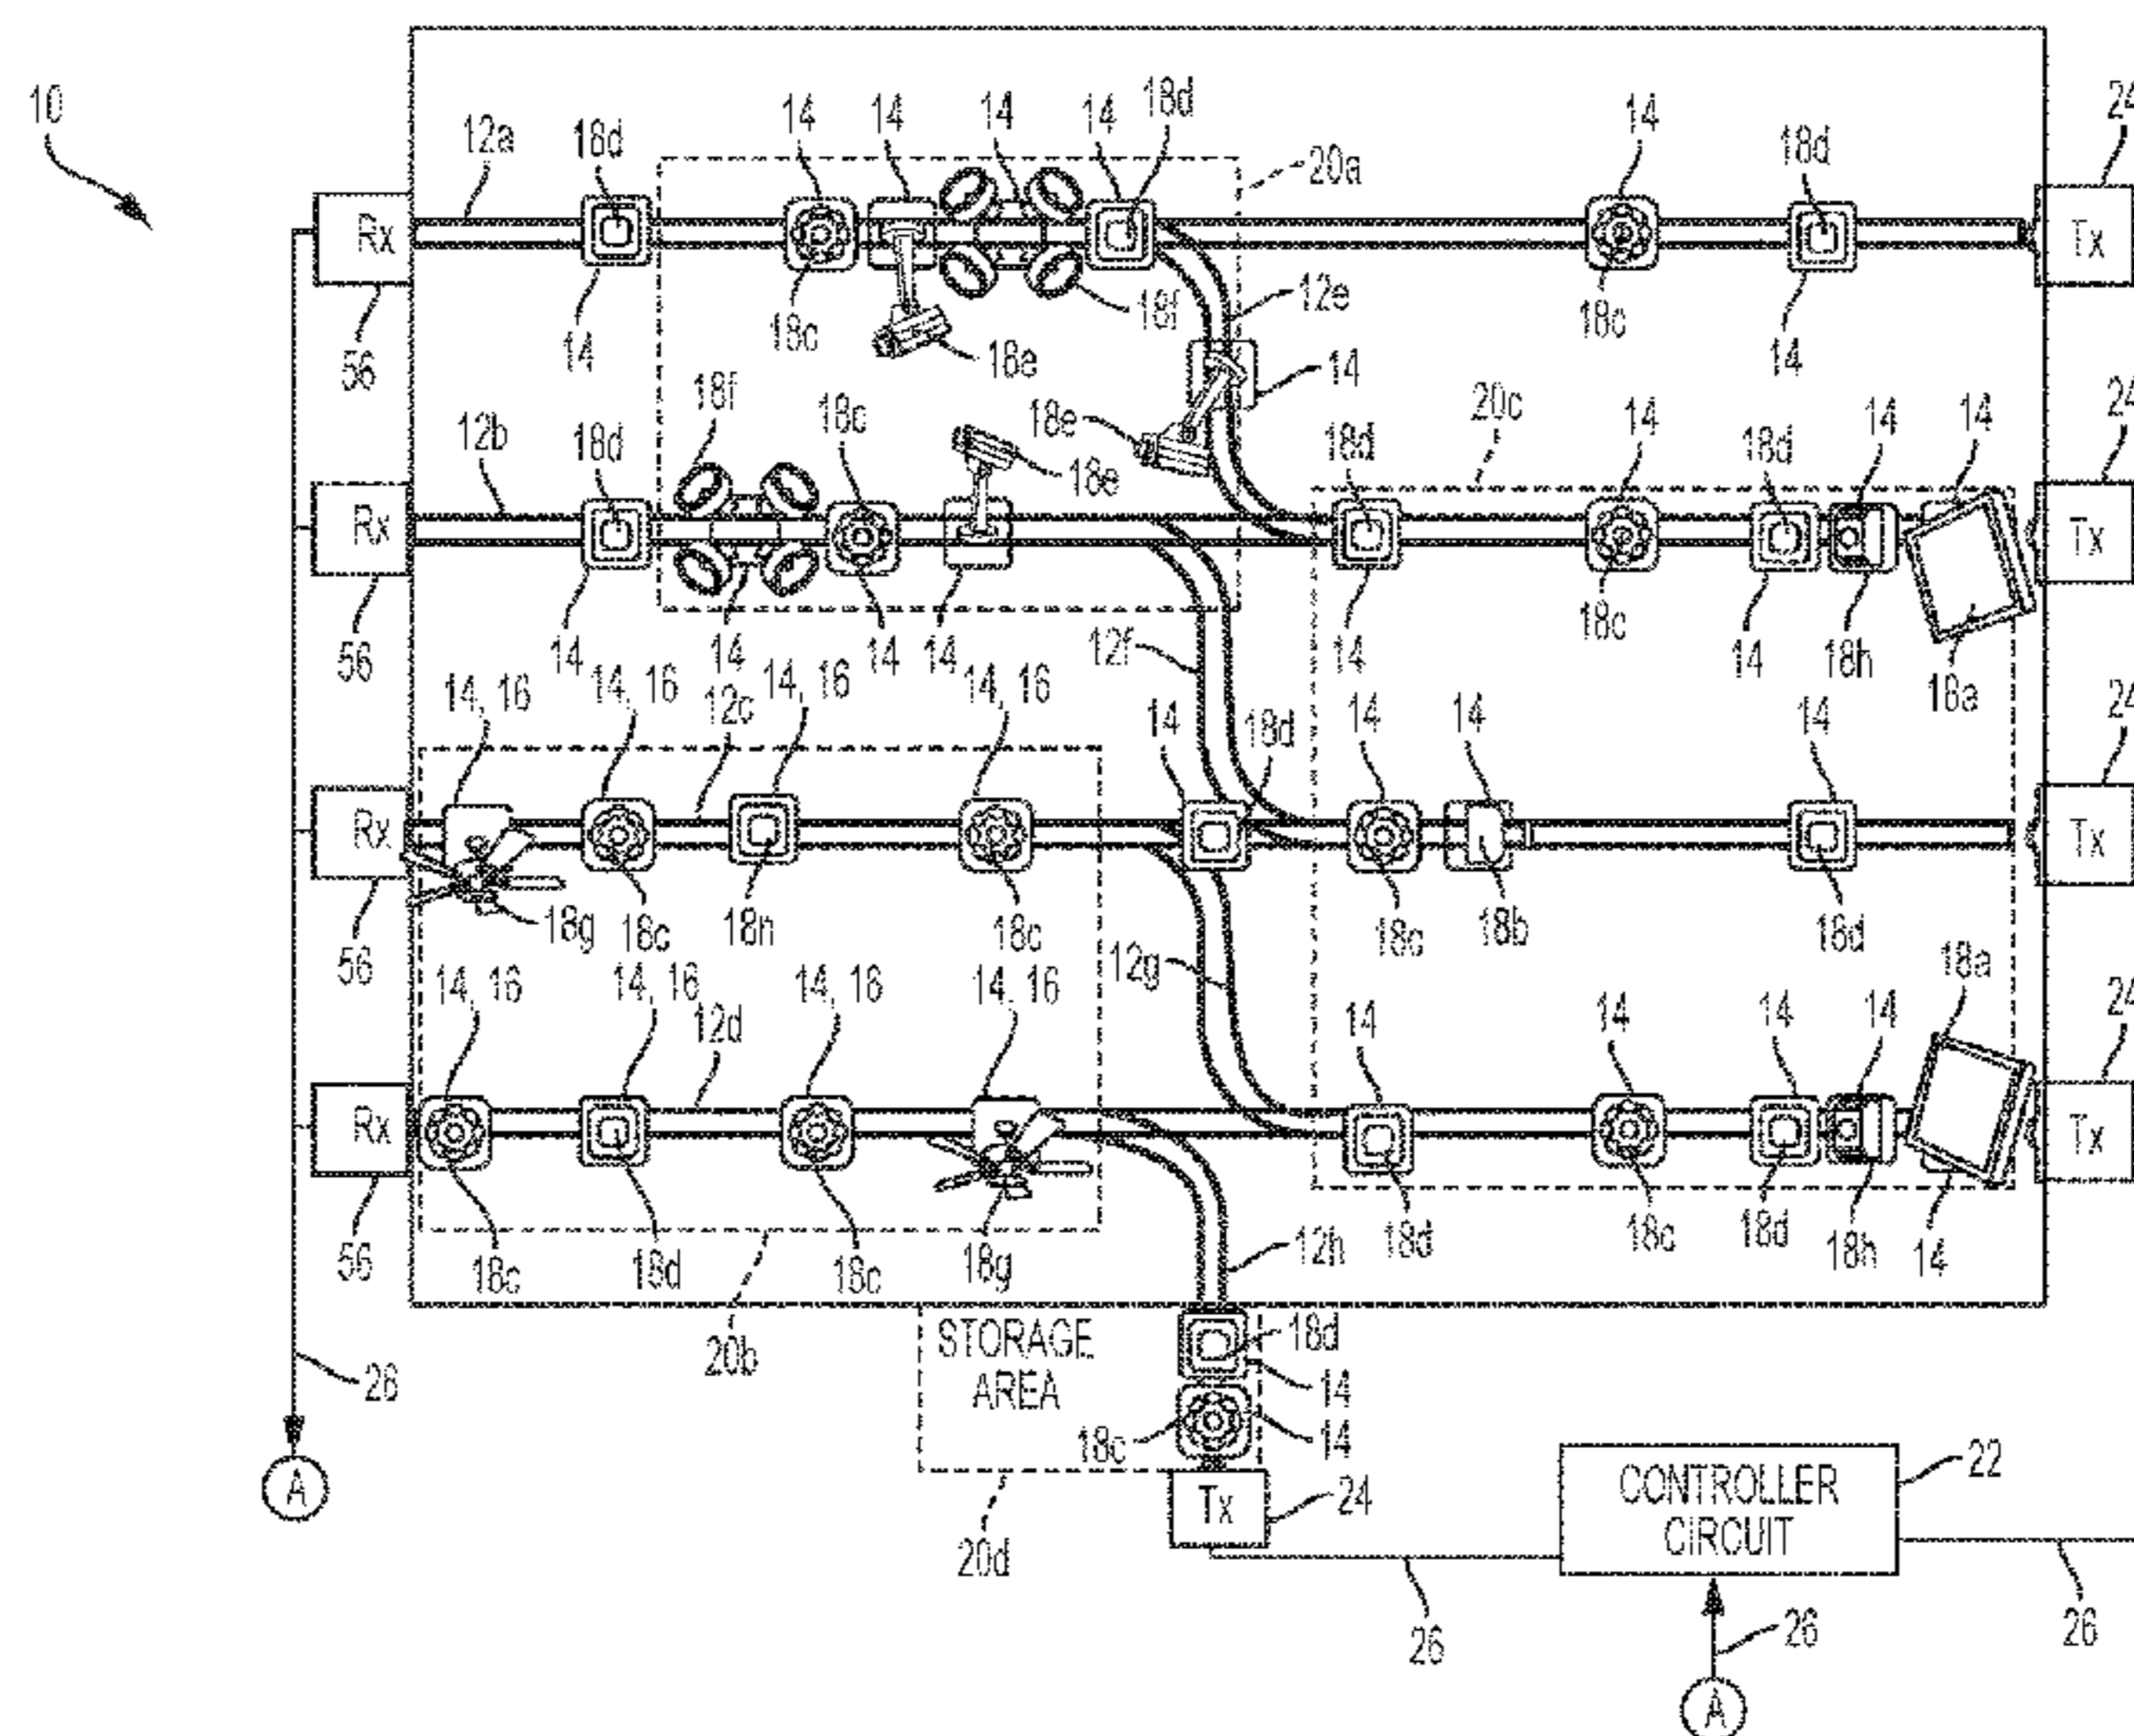 10
12a
18d
14
14
14
14
18d
20a
14
18d
24
Rx
Tx
56
14
18c
18e
18f
12e
14
18c
14
12b
18d
18f
18c
18e
18e
18d
20c
14
18d
14
14
24
Rx
Tx
56
14
14
14
14
12f
14
18c
14
18h
18a
14, 16
14, 16
12c
14, 16
14, 16
14
18d
14
14
14
24
Rx
Tx
56
18g
18c
18h
18c
12g
18c
18b
18d
18a
14, 16
14, 16
12d
14, 16
14, 16
14
14
14
14
24
Rx
Tx
56
18c
18d
18c
18g
12h
18d
18c
18d
18h
14
26
20b
STORAGE
AREA
18d
14
18c
14
A
20d
Tx
24
CONTROLLER
CIRCUIT
22
26
26
26
A